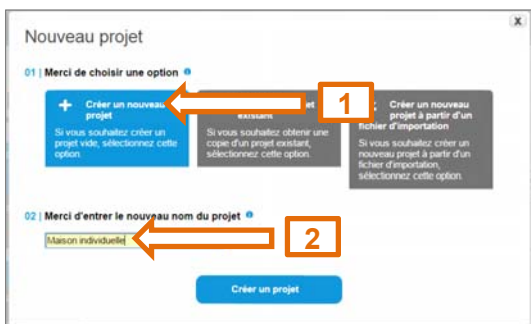 X
Nouveau projet
01 | Merci de choisir une option
Créer un nouveau
projet
Si vous souhaitez créer un
projet vide, sélectionnez cette
option.
existant
Si vous souhaitez obtenir une
copie d'un projet existant,
sélectionnez cette option.
Créer un nouveau
projet à partir d'un
fichier d'importation
Si vous souhaitez créer un
nouveau projet à partir d'un
fichier d'importation,
sélectionnez cette option.
1
02 | Merci d'entrer le nouveau nom du projet
Maison individuelle
2
Créer un projet